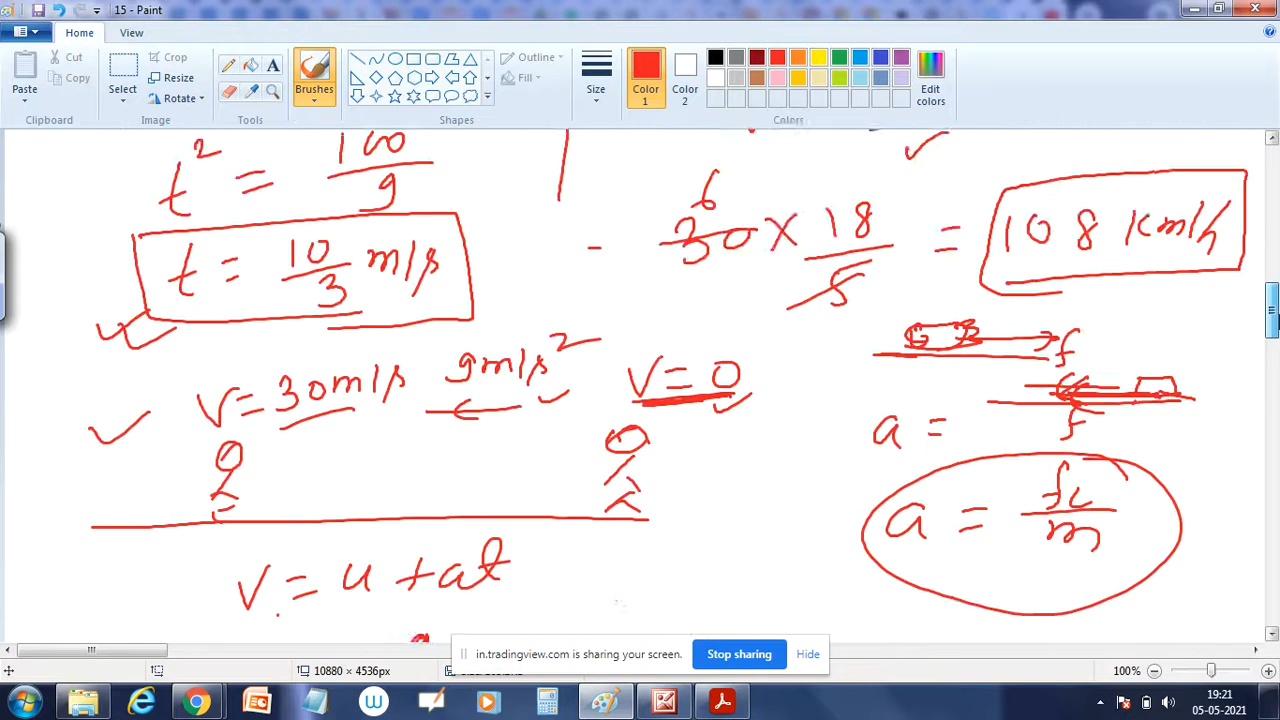 15 - Paint
Home View
Paste
Cut
Copy
Clipboard
Select
Crop
Resize
Rotate
Image
Tools
Brushes
Shapes
Outline
Fill
Size
Color 1
Color 2
Edit colors
Colors
t² = 100/9
t = 10/3 m/s
- 30 × 18/5 = 108 km/h
6
V = 30 m/s 9 m/s² V = 0
f
f
a =
a = fc/m
V = u + at
in.tradingview.com is sharing your screen. Stop sharing Hide
10880 × 4536px
100%
19:21
05-05-2021